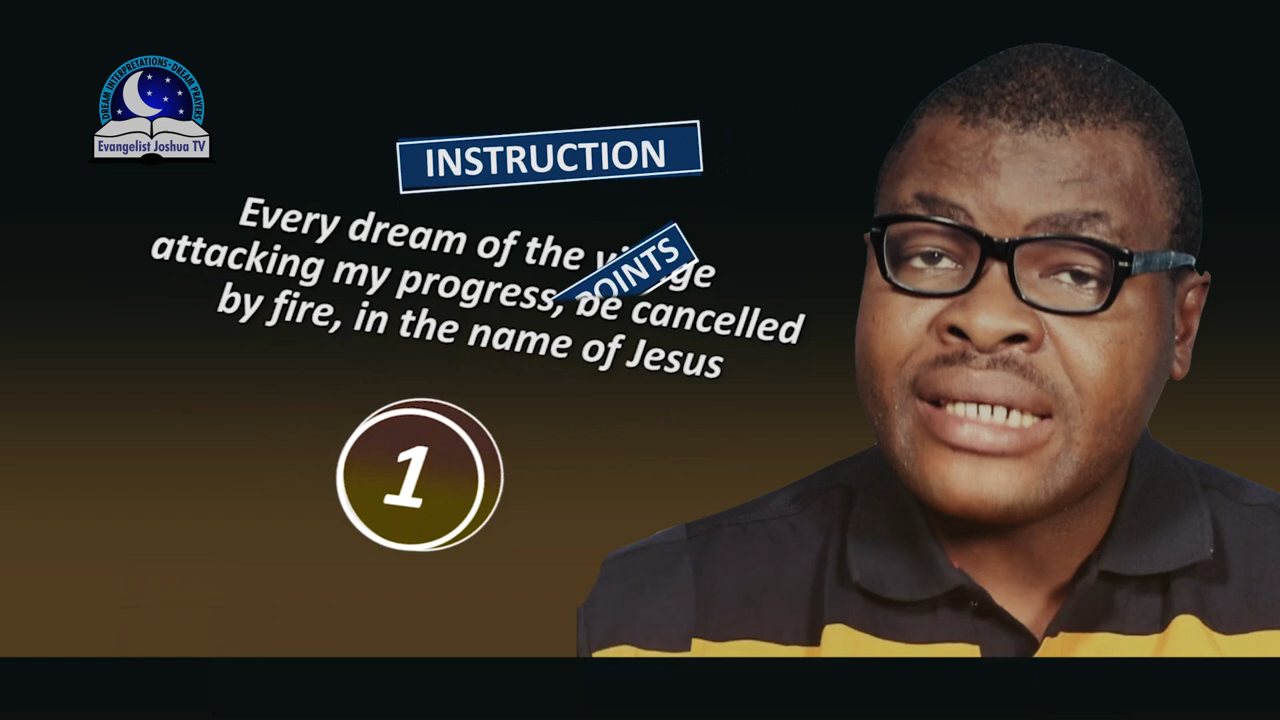 DREAM INTERPRETATIONS-DREAM PRAYERS
Evangelist Joshua TV
INSTRUCTION
POINTS
Every dream of the
attacking my progress, be cancelled
by fire, in the name of Jesus
1